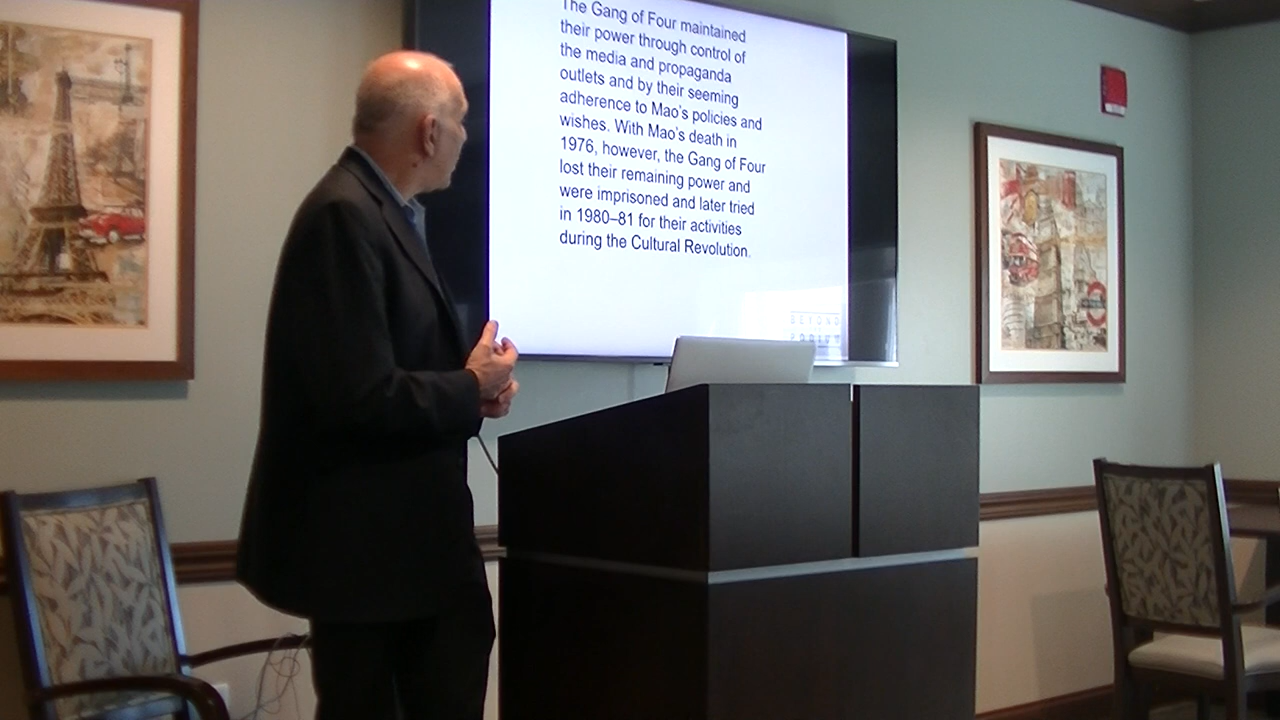 The Gang of Four maintained
their power through control of
the media and propaganda
outlets and by their seeming
adherence to Mao's policies and
wishes. With Mao's death in
1976, however, the Gang of Four
lost their remaining power and
were imprisoned and later tried
in 1980–81 for their activities
during the Cultural Revolution.
BEYOND